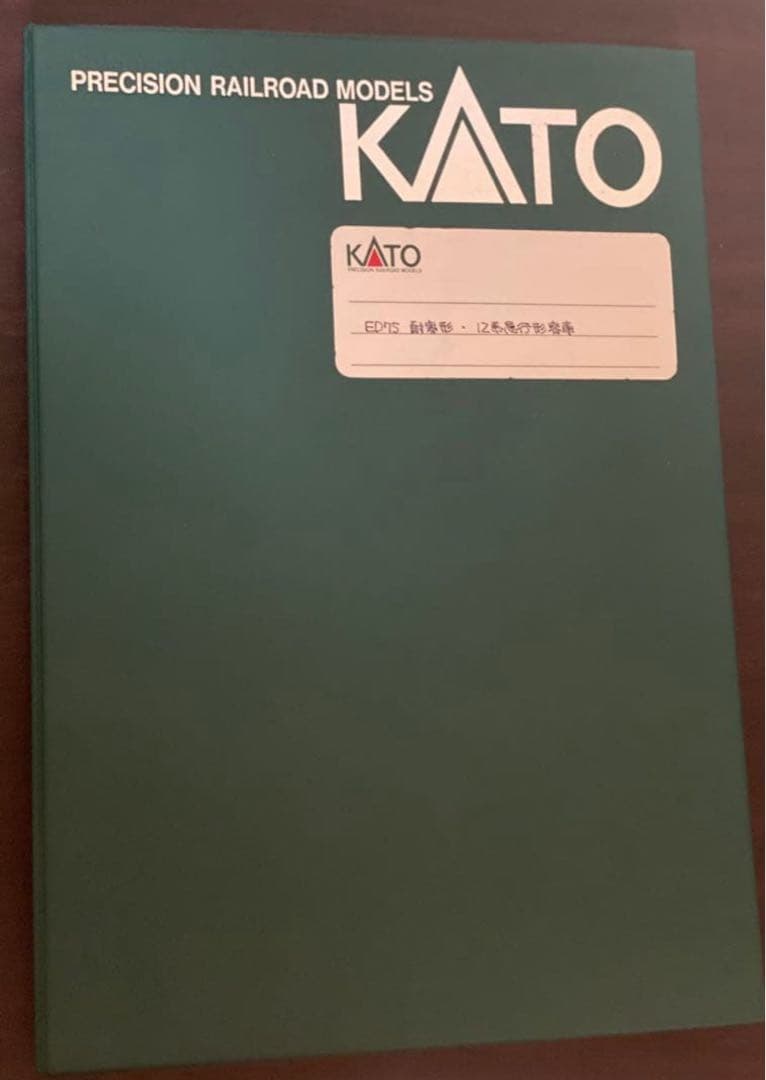 PRECISION RAILROAD MODELS
KATO
KATO
PRECISION RAILROAD MODELS
ED75 耐寒形・12系急行形客車